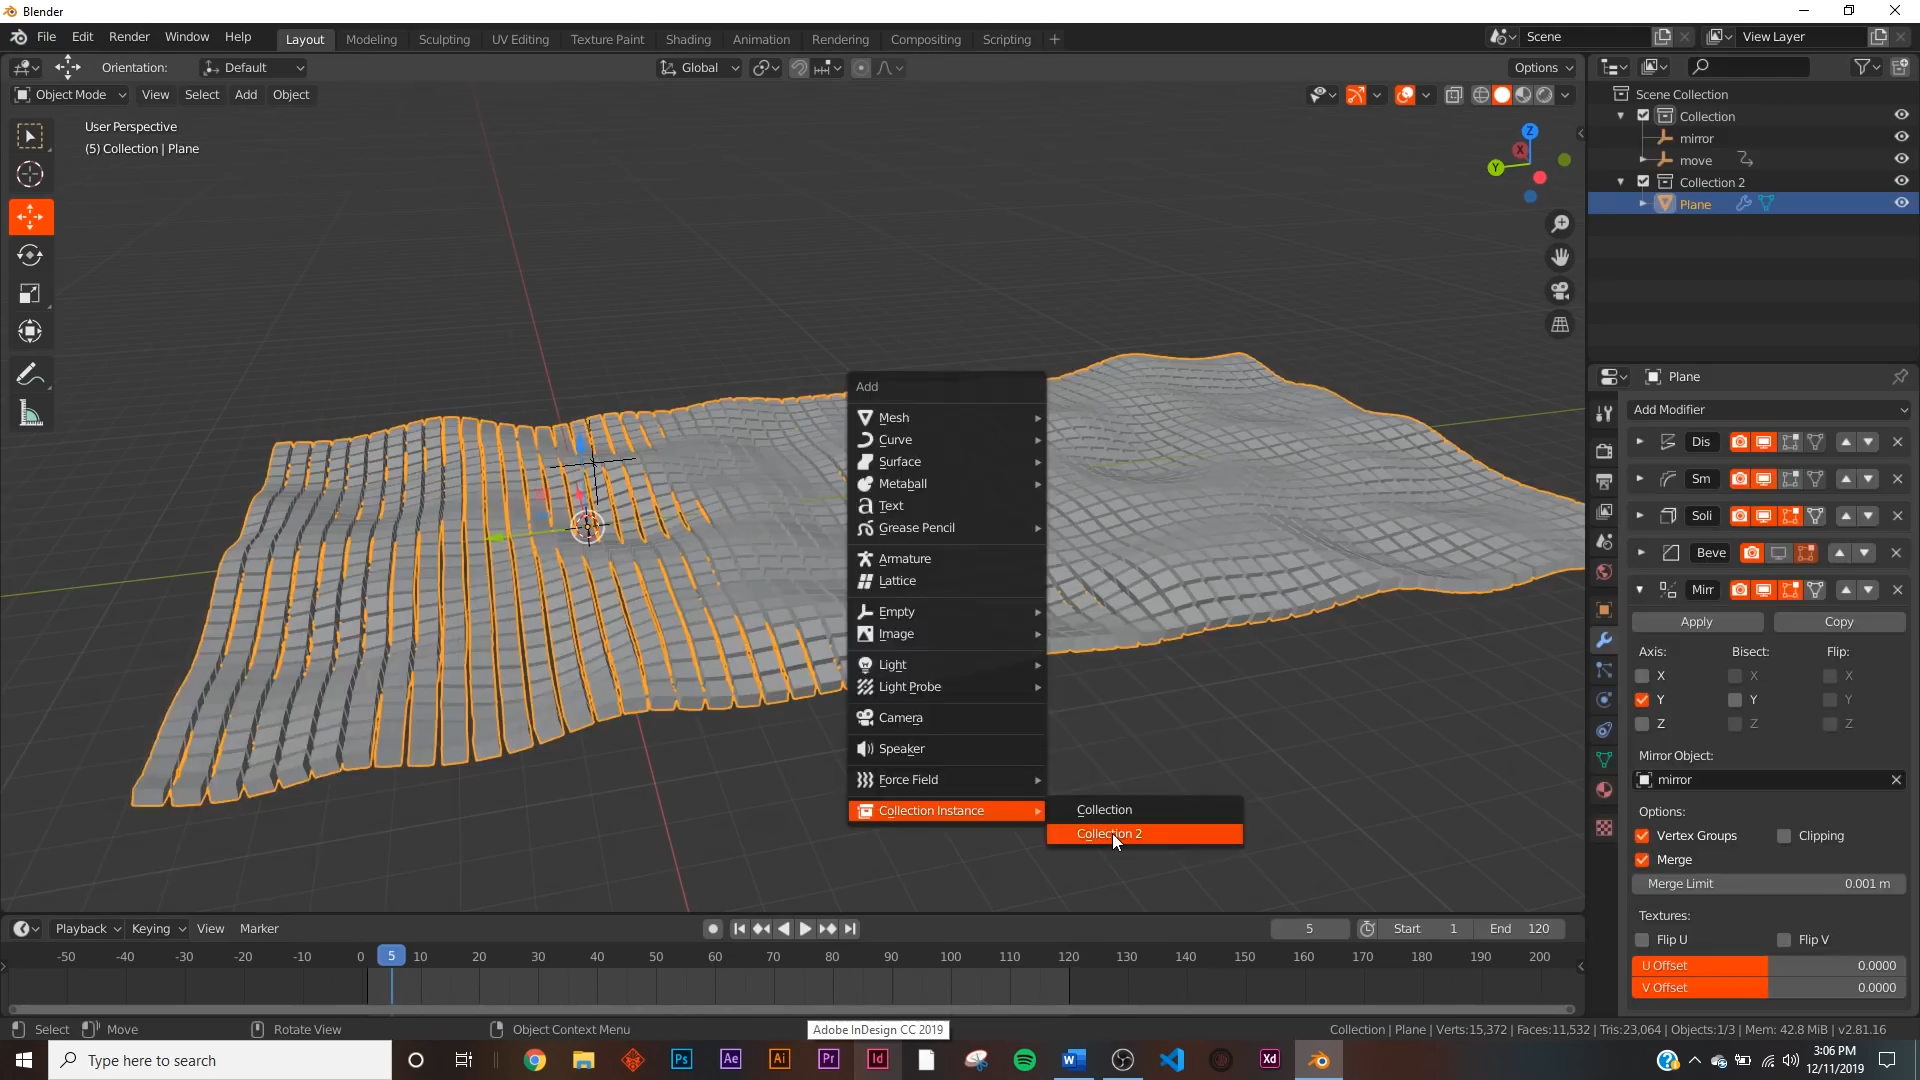 Blender
File Edit Render Window Help Layout Modeling Sculpting UV Editing Texture Paint Shading Animation Rendering Compositing Scripting + Scene View Layer
Orientation: Default Global Options
Object Mode View Select Add Object
User Perspective
(5) Collection | Plane
Z
X
Y
Scene Collection
Collection
mirror
move
Collection 2
Plane
Plane
Add Modifier
Dis
Sm
Soli
Beve
Mirr
Apply Copy
Axis: Bisect: Flip:
X X X
Y Y Y
Z Z Z
Mirror Object:
mirror
Options:
Vertex Groups Clipping
Merge
Merge Limit 0.001 m
Textures:
Flip U Flip V
U Offset 0.0000
V Offset 0.0000
Add
Mesh
Curve
Surface
Metaball
Text
Grease Pencil
Armature
Lattice
Empty
Image
Light
Light Probe
Camera
Speaker
Force Field
Collection Instance
Collection
Collection 2
Playback Keying View Marker 5 Start 1 End 120
-50 -40 -30 -20 -10 0 5 10 20 30 40 50 60 70 80 90 100 110 120 130 140 150 160 170 180 190 200
Select Move Rotate View Object Context Menu Adobe InDesign CC 2019 Collection | Plane | Verts:15,372 | Faces:11,532 | Tris:23,064 | Objects:1/3 | Mem: 42.8 MiB | v2.81.16
Type here to search Ps Ae Ai Pr Id W Xd
3:06 PM
12/11/2019